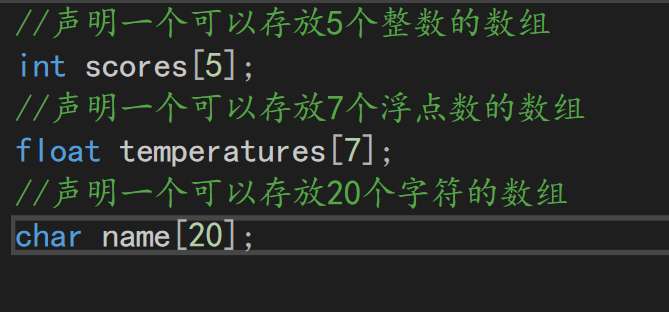 //声明一个可以存放5个整数的数组
int scores[5];
//声明一个可以存放7个浮点数的数组
float temperatures[7];
//声明一个可以存放20个字符的数组
char name[20];